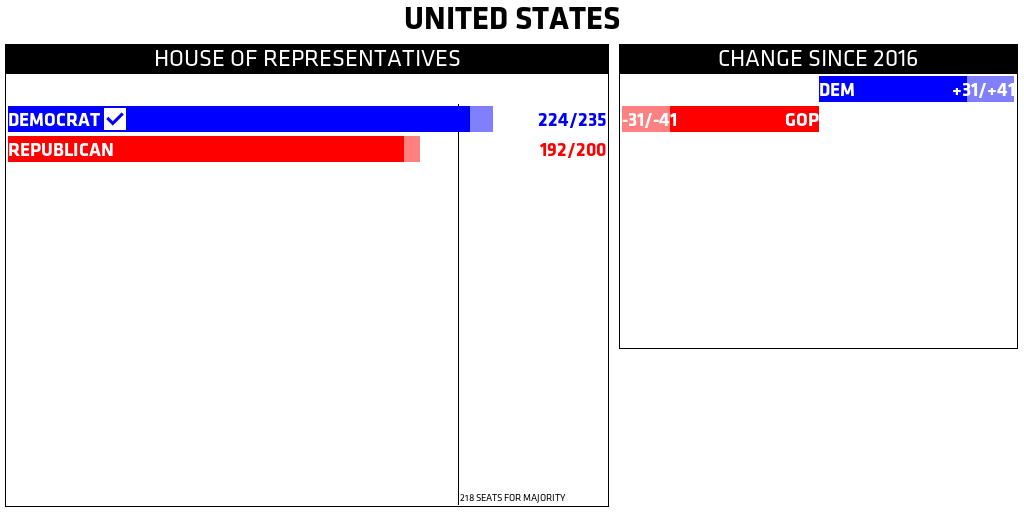 UNITED STATES
HOUSE OF REPRESENTATIVES
DEMOCRAT 224/235
REPUBLICAN 192/200
218 SEATS FOR MAJORITY
CHANGE SINCE 2016
DEM +31/+41
-31/-41 GOP